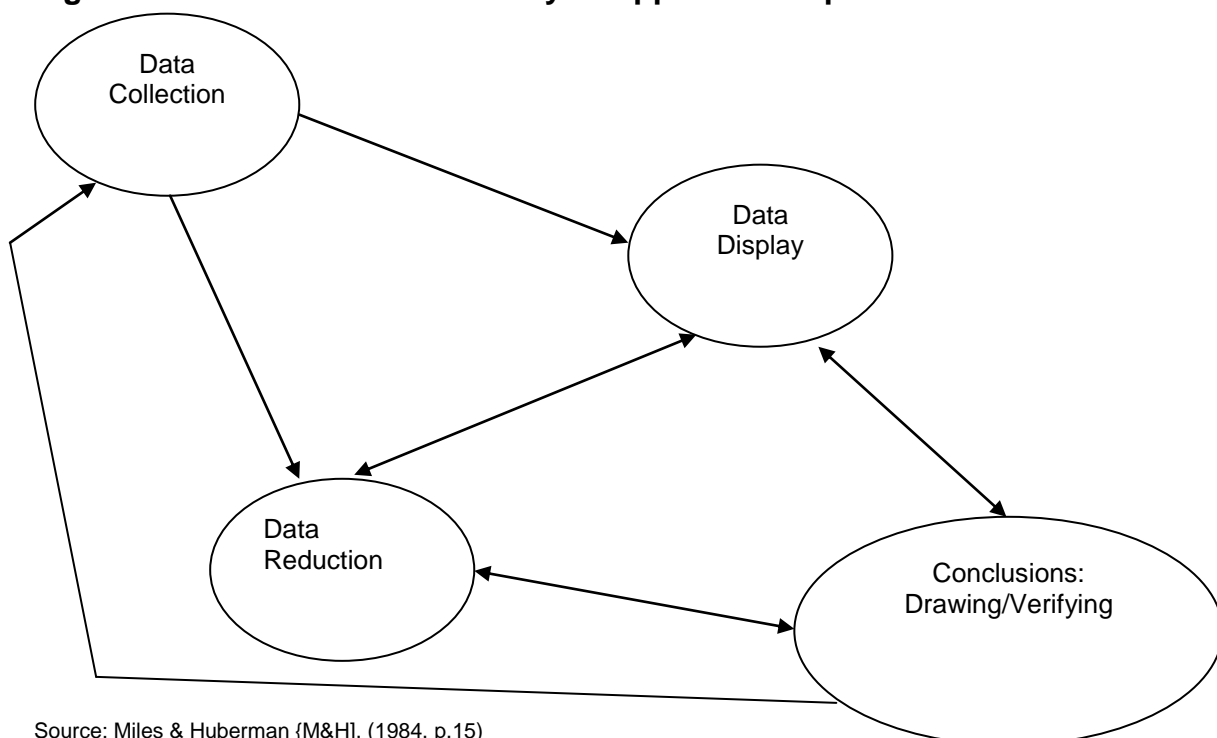 Data
Collection
Data
Display
Data
Reduction
Conclusions:
Drawing/Verifying
Source: Miles & Huberman {M&H], (1984, p.15)